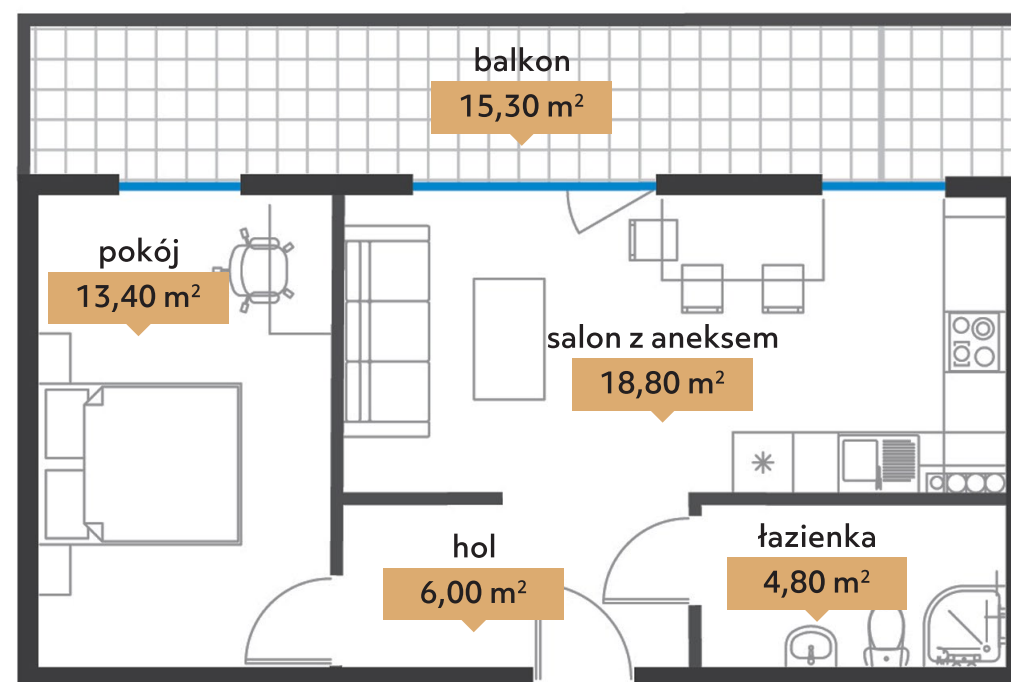 balkon
15,30 m²
pokój
13,40 m²
salon z aneksem
18,80 m²
hol
6,00 m²
łazienka
4,80 m²